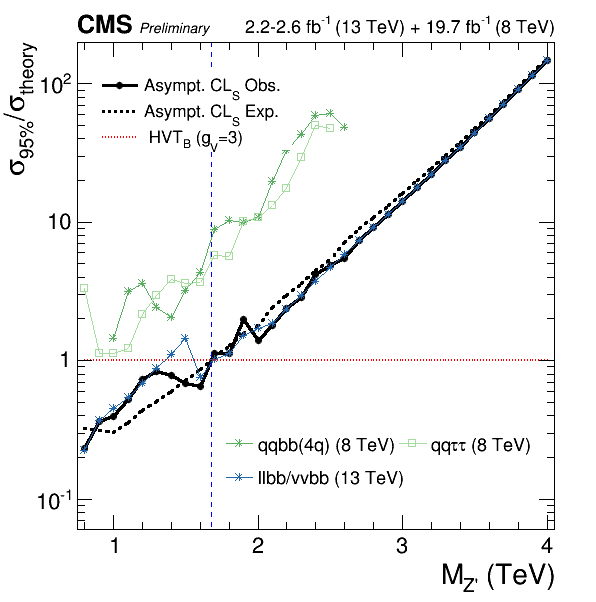 CMS Preliminary 2.2-2.6 fb⁻¹ (13 TeV) + 19.7 fb⁻¹ (8 TeV)
σ95%/σtheory
10²
10
1
10⁻¹
Asympt. CLS Obs.
Asympt. CLS Exp.
HVTB (gV=3)
qqbb(4q) (8 TeV) qqττ (8 TeV)
llbb/vvbb (13 TeV)
1 2 3 4
MZ' (TeV)